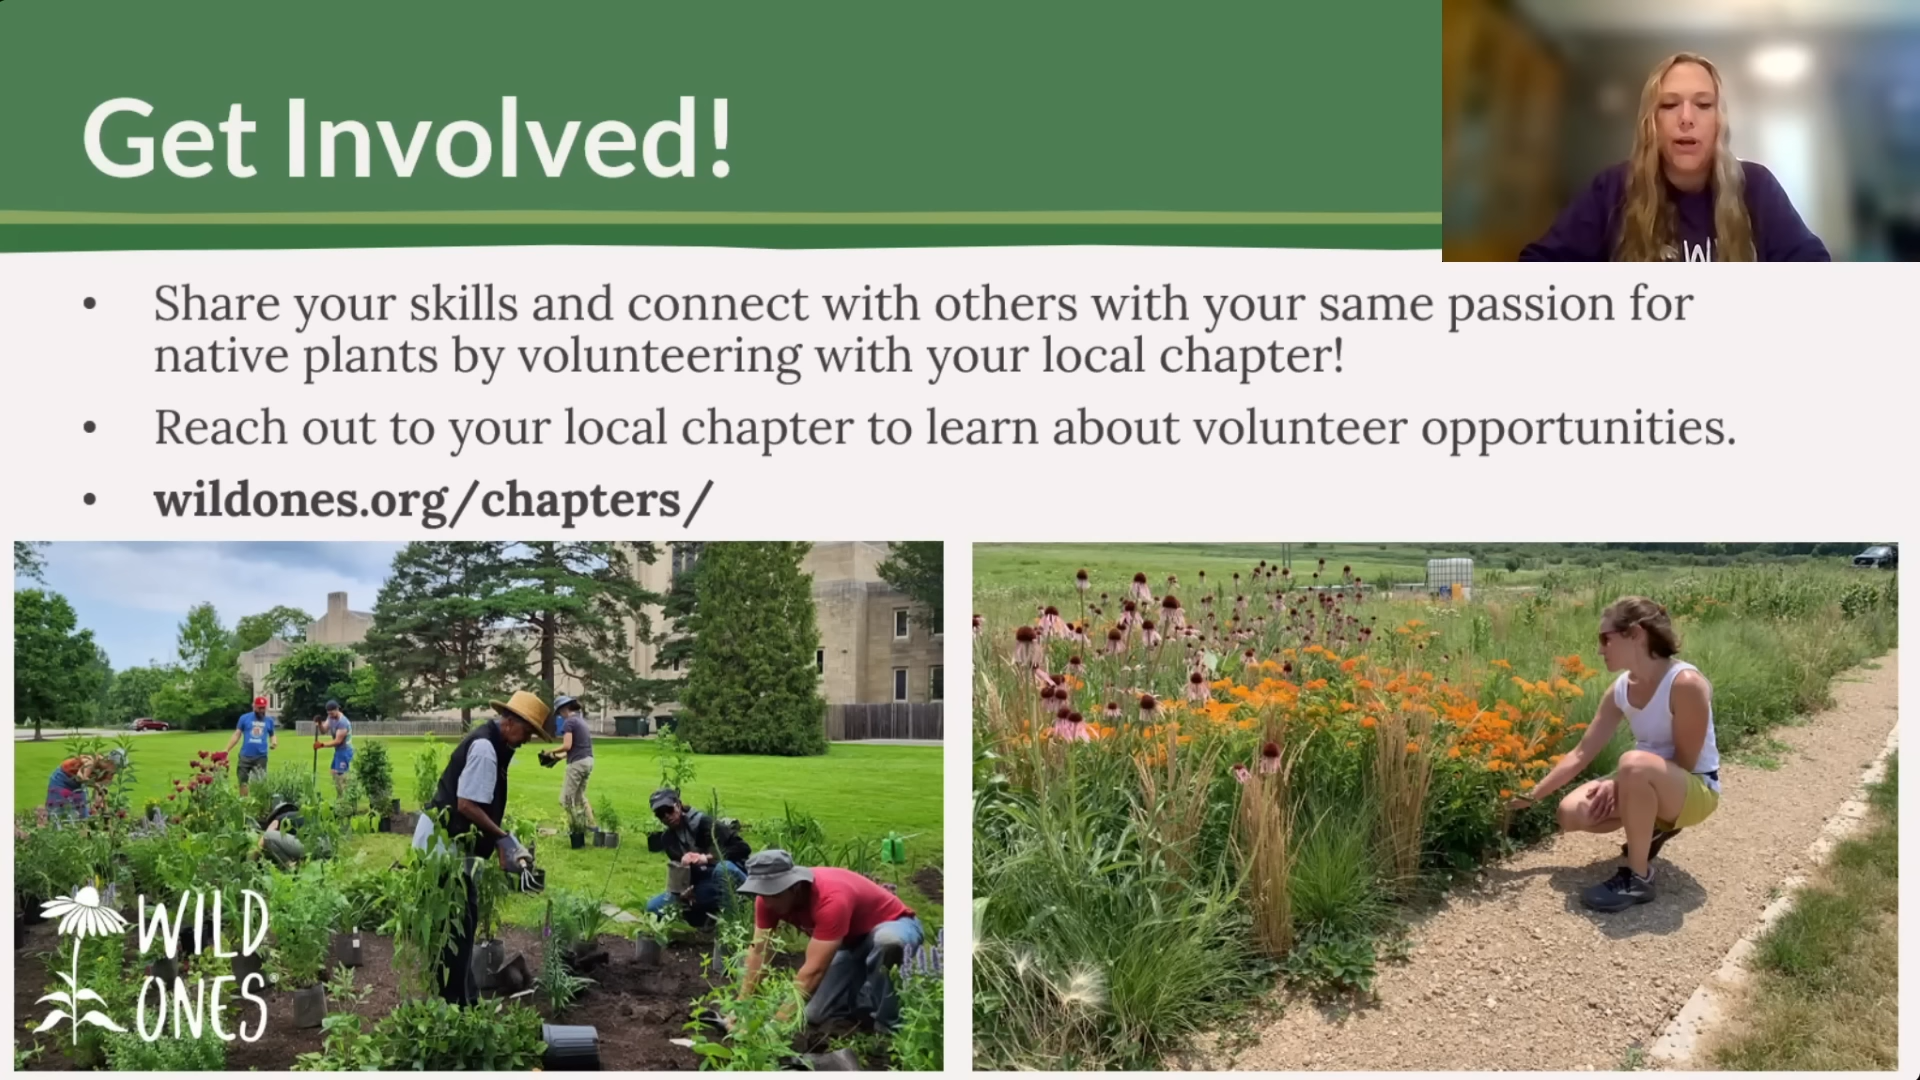 Get Involved!
• Share your skills and connect with others with your same passion for
native plants by volunteering with your local chapter!
• Reach out to your local chapter to learn about volunteer opportunities.
• wildones.org/chapters/
WILD
ONES®
W